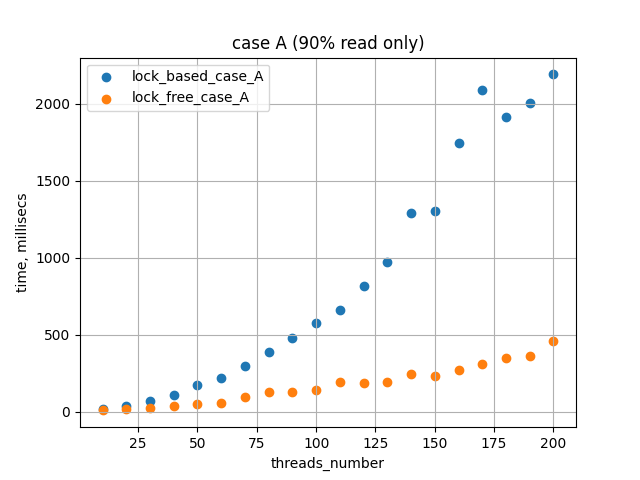 case A (90% read only)
lock_based_case_A
lock_free_case_A
time, millisecs
2000
1500
1000
500
0
25 50 75 100 125 150 175 200
threads_number